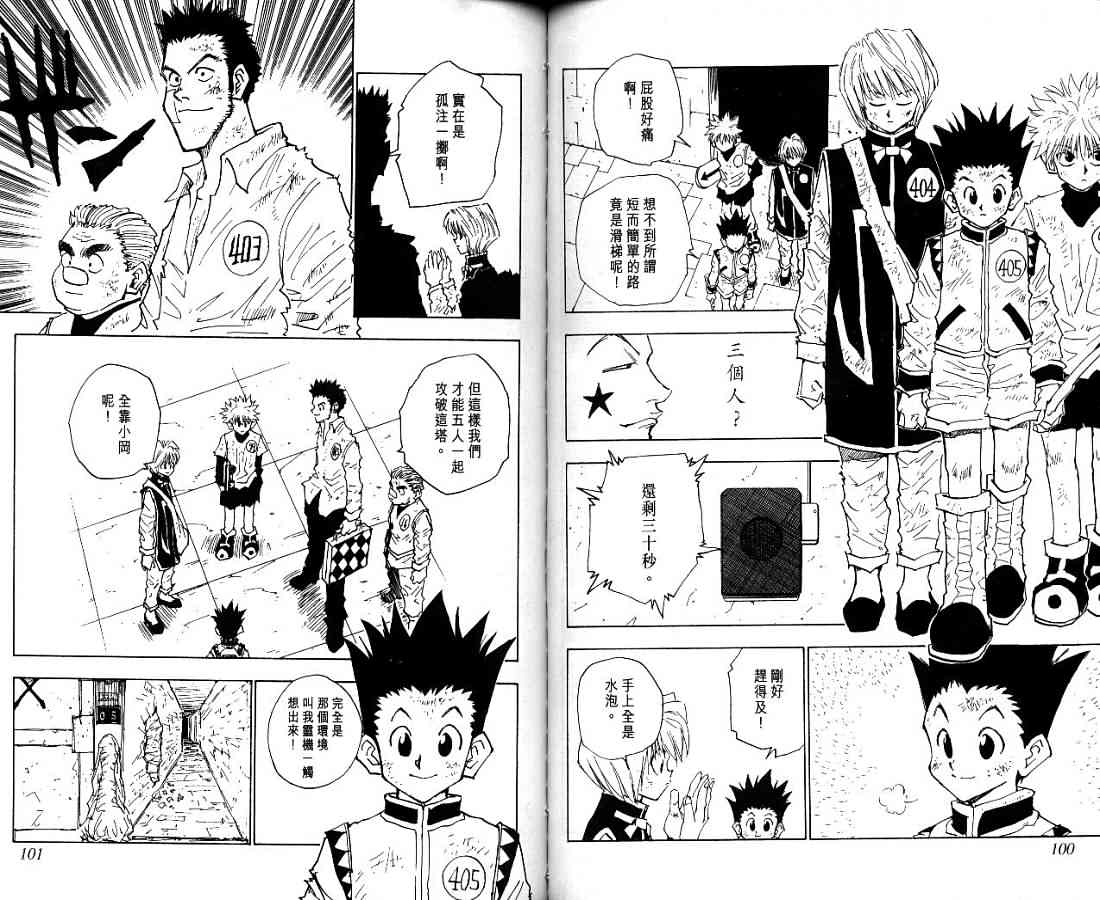 屁股好痛
啊！
想不到所謂
短而簡單的路
竟是滑梯呢！
404
405
三個人？
還剩三十秒。
剛好
趕得及！
手上全是
水泡。
100
實在是
孤注一擲啊！
403
但這樣我們
才能五人一起
攻破這塔。
全靠小岡
呢！
完全是
那個環境
叫我靈機一觸
想出來！
405
101